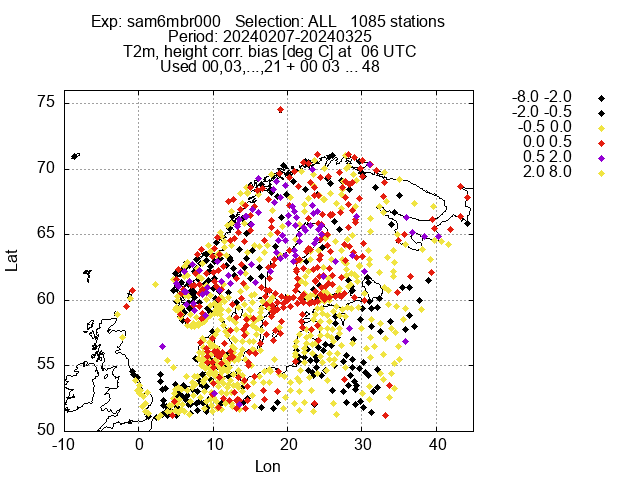 Exp: sam6mbr000 Selection: ALL 1085 stations
Period: 20240207-20240325
T2m, height corr. bias [deg C] at 06 UTC
Used 00,03,...,21 + 00 03 ... 48
-8.0 -2.0
-2.0 -0.5
-0.5 0.0
0.0 0.5
0.5 2.0
2.0 8.0
75
70
65
60
55
50
Lat
-10 0 10 20 30 40
Lon